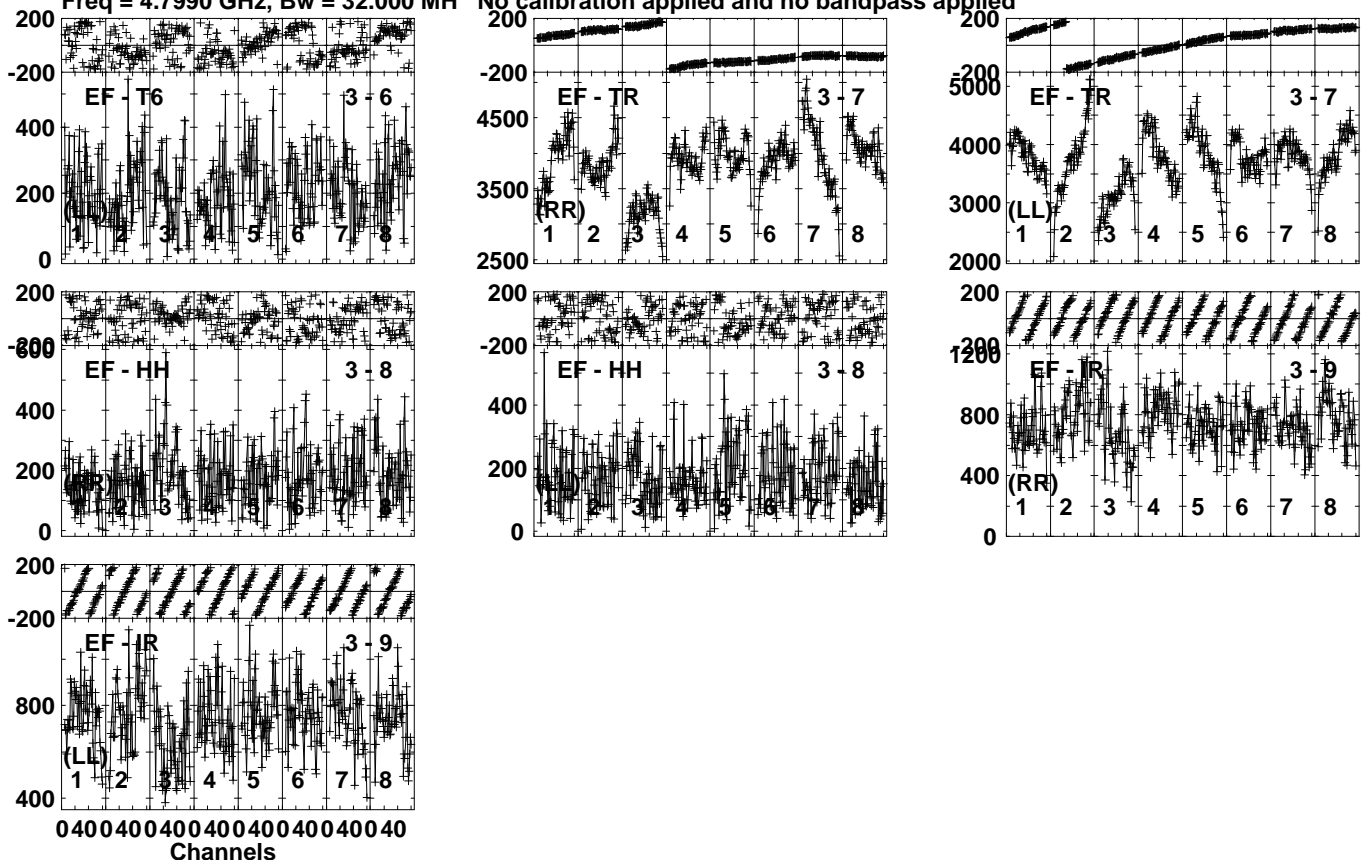 Freq = 4.7990 GHz, Bw = 32.000 MH No calibration applied and no bandpass applied
200
-200
EF - T6 3 - 6
400
200
0
(LL)
1 2 3 4 5 6 7 8
200
-200
EF - TR 3 - 7
4500
3500
2500
(RR)
1 2 3 4 5 6 7 8
200
-200
5000
EF - TR 3 - 7
4000
3000
2000
(LL)
1 2 3 4 5 6 7 8
200
-200
600
EF - HH 3 - 8
400
200
0
(RR)
1 2 3 4 5 6 7 8
200
-200
EF - HH 3 - 8
400
200
0
(LL)
1 2 3 4 5 6 7 8
200
-200
1200
EF - IR 3 - 9
800
400
0
(RR)
1 2 3 4 5 6 7 8
200
-200
EF - IR 3 - 9
800
400
(LL)
1 2 3 4 5 6 7 8
0 40 0 40 0 40 0 40 0 40 0 40 0 40 0 40
Channels